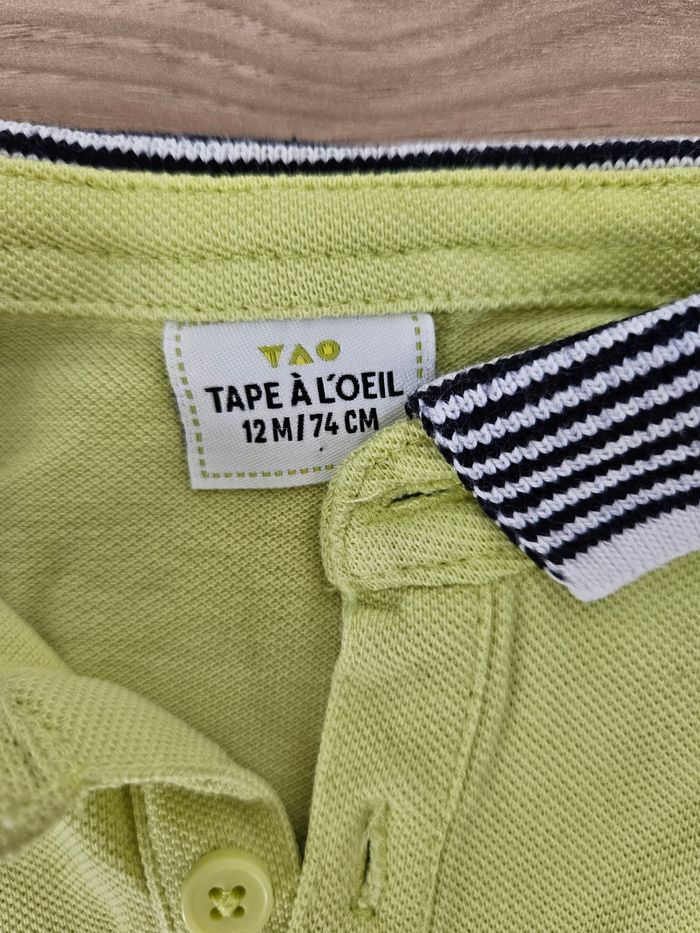 TAO
TAPE À L'OEIL
12 M/74 CM